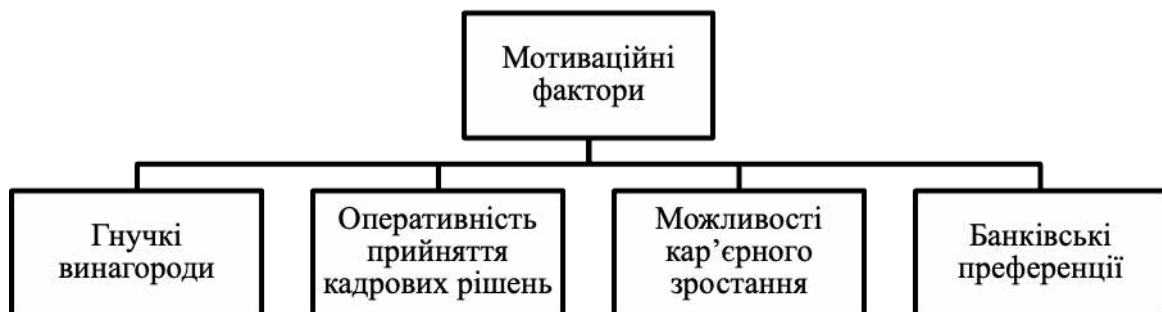 Мотиваційні
фактори
Гнучкі
винагороди
Оперативність
прийняття
кадрових рішень
Можливості
кар’єрного
зростання
Банківські
преференції